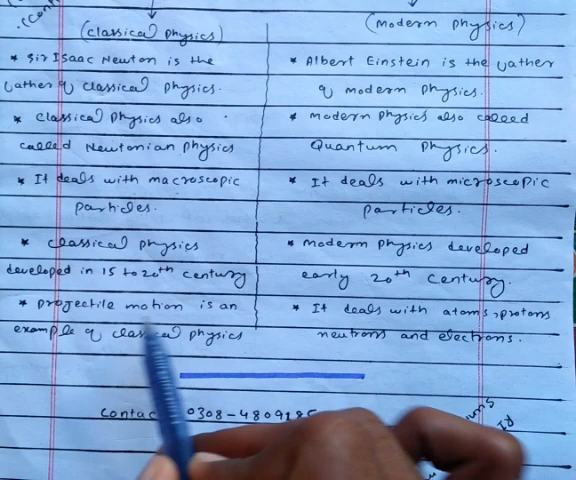 (classical physics)
* Sir Isaac Newton is the
father of classical physics.
* classical physics also
called Newtonian physics
* It deals with macroscopic
particles.
* classical physics
developed in 15 to 20th century
* projectile motion is an
example of classical physics
(modern physics)
* Albert Einstein is the father
of modern physics.
* modern physics also called
Quantum physics.
* It deals with microscopic
particles.
* modern physics developed
early 20th century.
* It deals with atoms, protons
neutrons and electrons.
Contac 0308-4809185